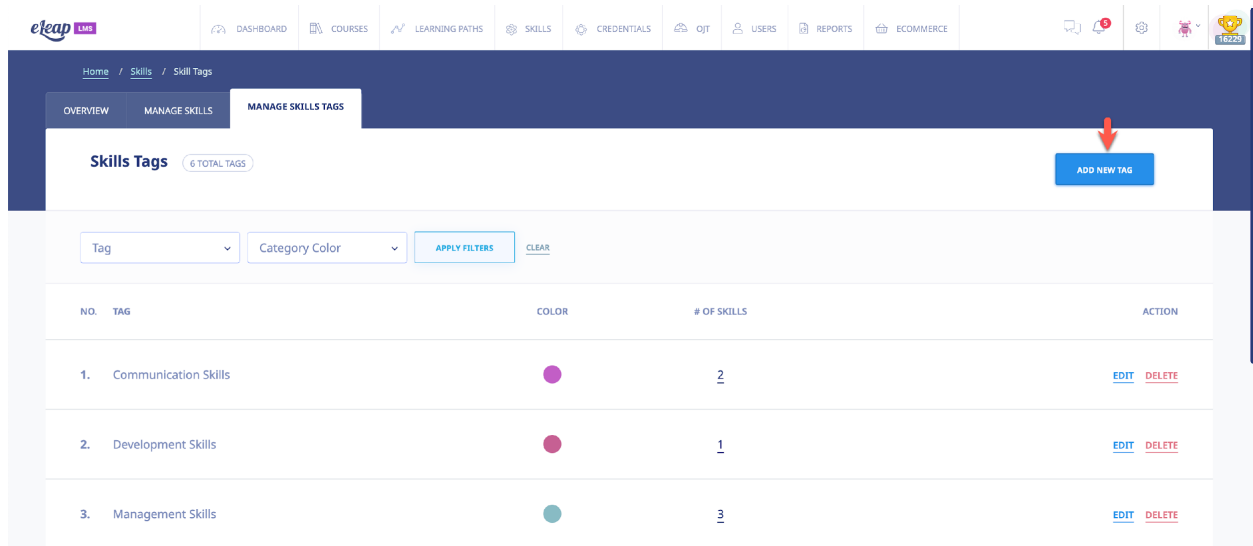 eLeaP LMS DASHBOARD COURSES LEARNING PATHS SKILLS CREDENTIALS OJT USERS REPORTS ECOMMERCE 5 16229
Home / Skills / Skill Tags
OVERVIEW MANAGE SKILLS MANAGE SKILLS TAGS
Skills Tags 6 TOTAL TAGS ADD NEW TAG
Tag Category Color APPLY FILTERS CLEAR
NO. TAG COLOR # OF SKILLS ACTION
1. Communication Skills 2 EDIT DELETE
2. Development Skills 1 EDIT DELETE
3. Management Skills 3 EDIT DELETE